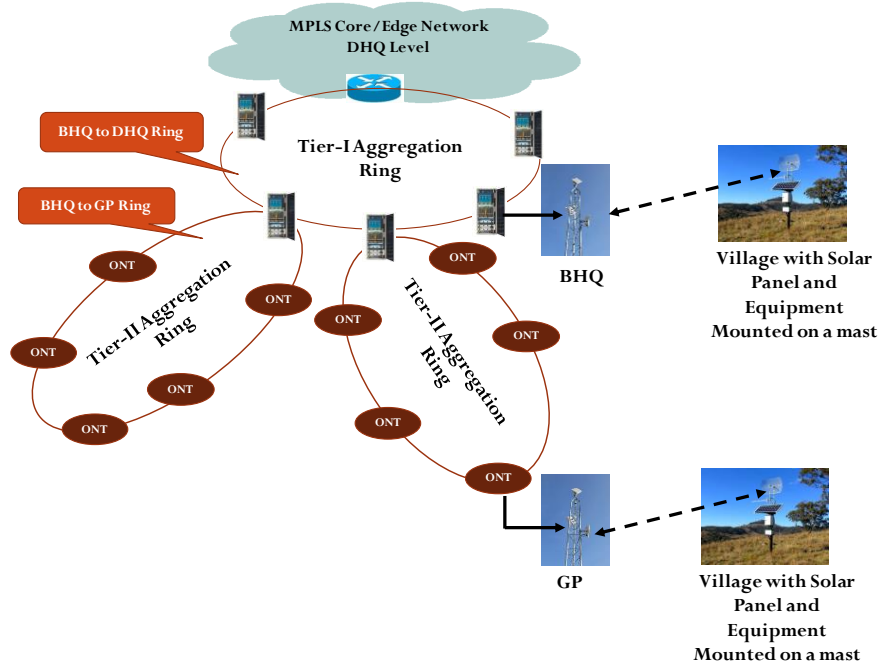 MPLS Core/Edge Network
DHQ Level
BHQ to DHQ Ring
Tier-I Aggregation
Ring
BHQ to GP Ring
ONT
ONT
ONT
ONT
ONT
Tier-II Aggregation
Ring
ONT
ONT
ONT
ONT
ONT
Tier-II Aggregation
Ring
BHQ
Village with Solar
Panel and
Equipment
Mounted on a mast
GP
Village with Solar
Panel and
Equipment
Mounted on a mast